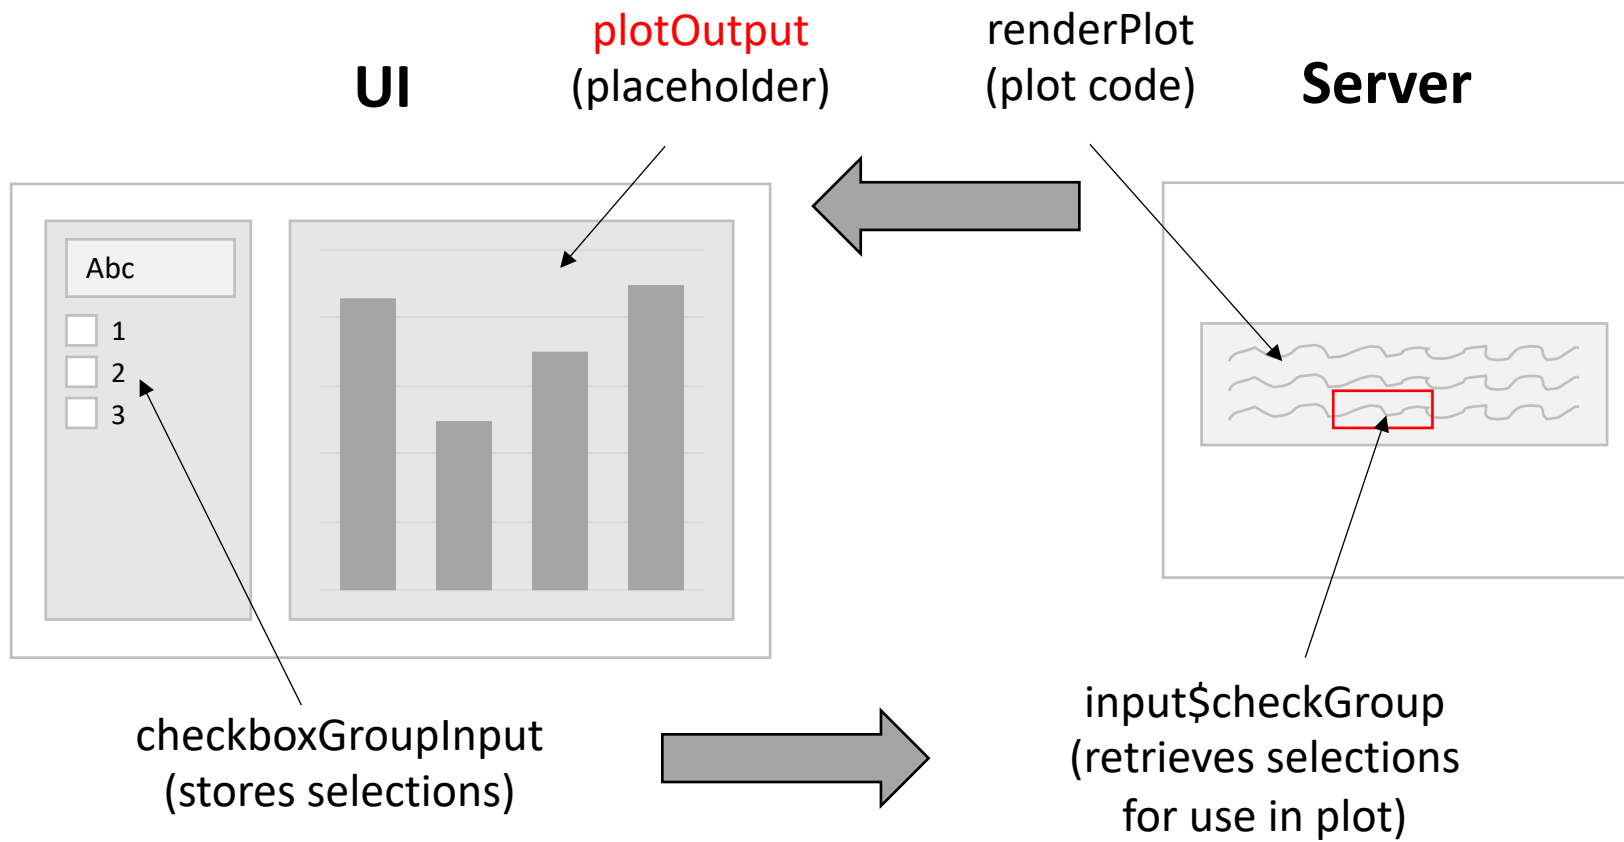 UI
plotOutput
(placeholder)
renderPlot
(plot code)
Server
Abc
1
2
3
checkboxGroupInput
(stores selections)
input$checkGroup
(retrieves selections
for use in plot)